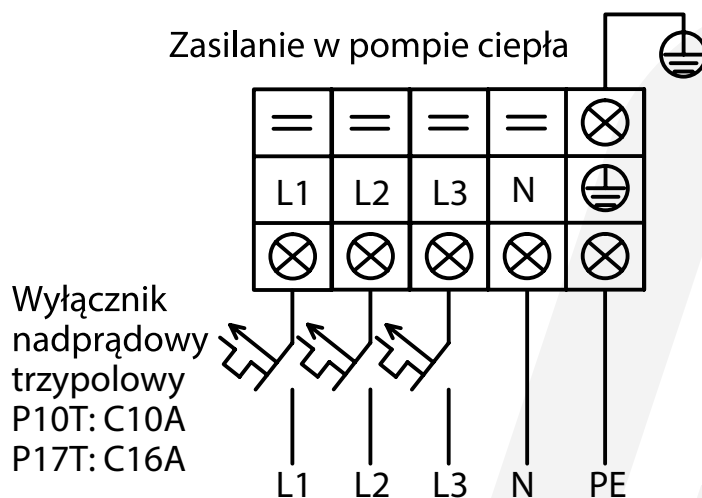 Zasilanie w pompie ciepła
L1 L2 L3 N
Wyłącznik
nadprądowy
trzypolowy
P10T: C10A
P17T: C16A
L1 L2 L3 N PE